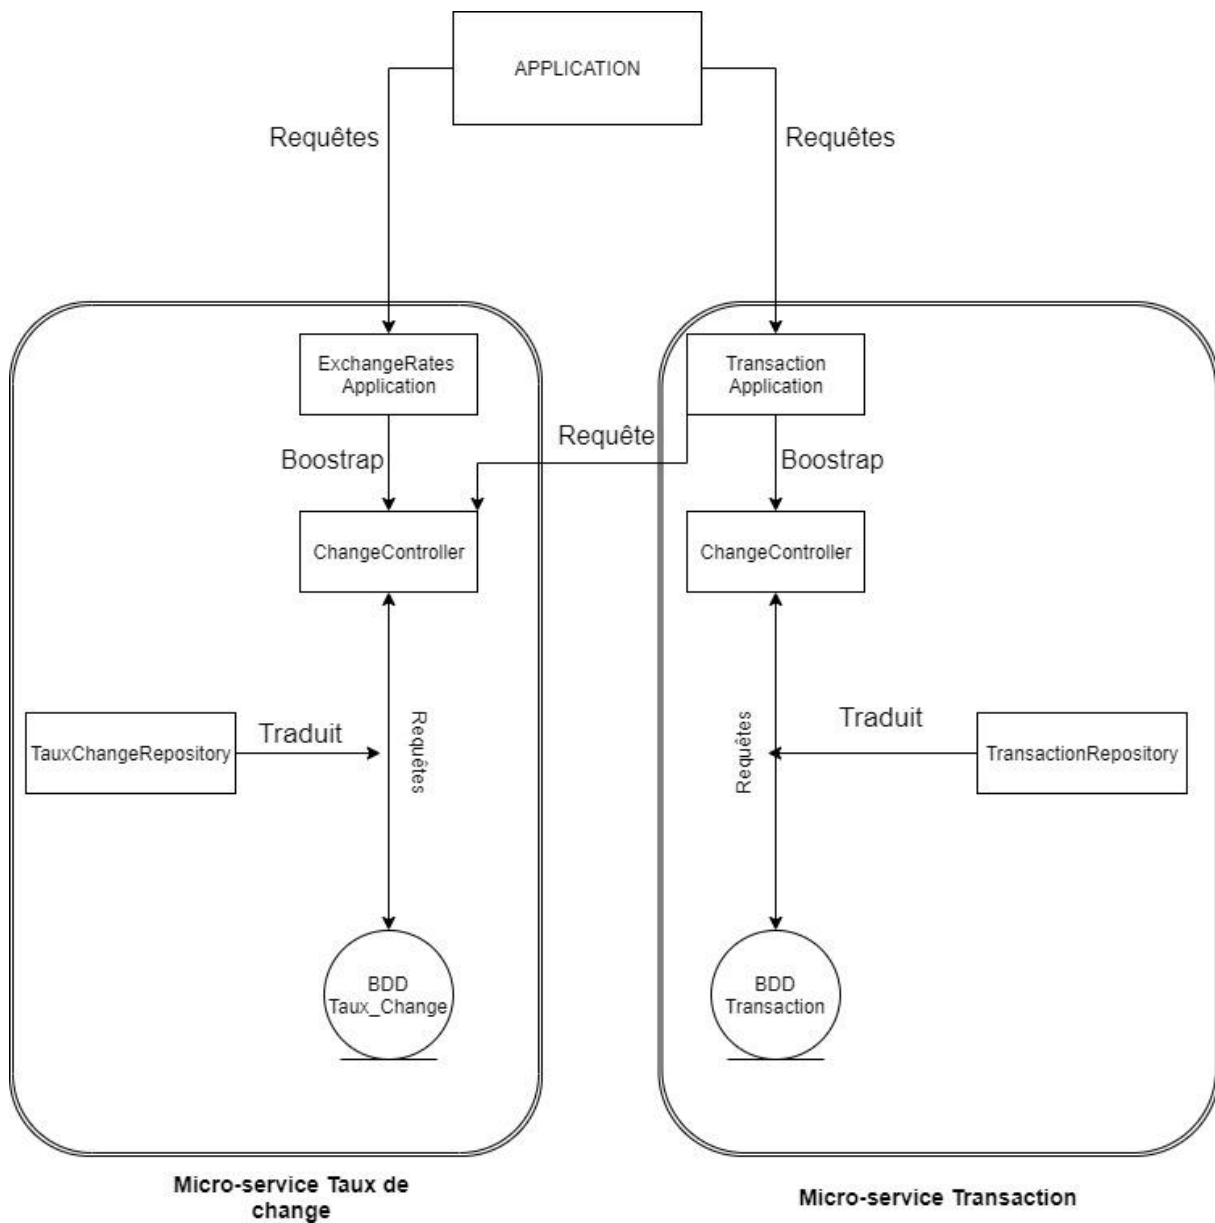 APPLICATION
Requêtes
Requêtes
ExchangeRates
Application
Transaction
Application
Requête
Boostrap
Boostrap
ChangeController
ChangeController
TauxChangeRepository
Traduit
Requêtes
Requêtes
Traduit
TransactionRepository
BDD
Taux_Change
BDD
Transaction
Micro-service Taux de
change
Micro-service Transaction